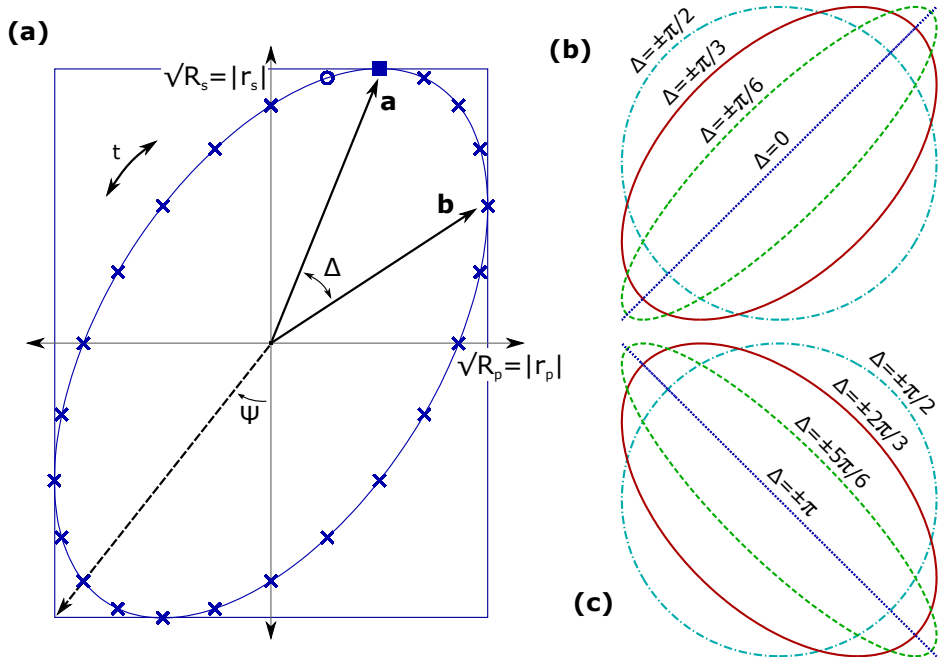 (a)
√Rₛ=|rₛ|
a
t
b
Δ
√Rₚ=|rₚ|
Ψ
(b)
Δ=±π/2
Δ=±π/3
Δ=±π/6
Δ=0
(c)
Δ=±π/2
Δ=±2π/3
Δ=±5π/6
Δ=±π